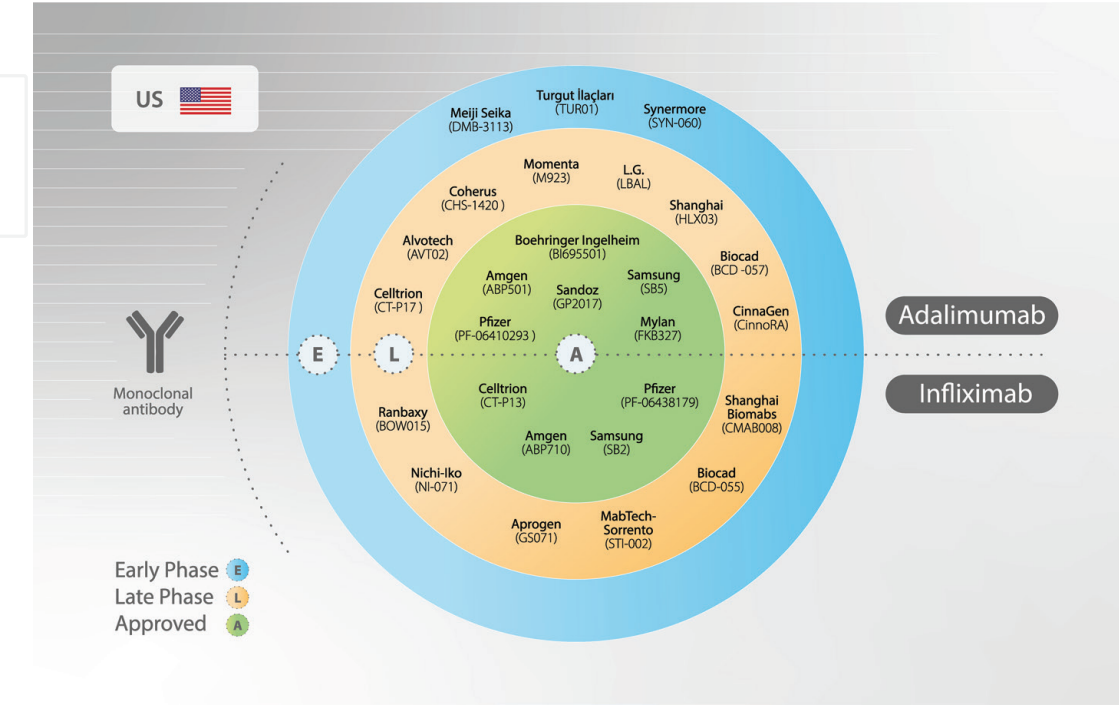 US
Turgut İlaçları
(TUR01)
Meiji Seika
(DMB-3113)
Synermore
(SYN-060)
Momenta
(M923)
L.G.
(LBAL)
Coherus
(CHS-1420 )
Shanghai
(HLX03)
Alvotech
(AVT02)
Boehringer Ingelheim
(BI695501)
Biocad
(BCD -057)
Amgen
(ABP501)
Sandoz
(GP2017)
Samsung
(SB5)
Celltrion
(CT-P17 )
CinnaGen
(CinnoRA)
Pfizer
(PF-06410293 )
Mylan
(FKB327)
Adalimumab
E
L
A
Monoclonal
antibody
Infliximab
Celltrion
(CT-P13)
Pfizer
(PF-06438179)
Ranbaxy
(BOW015)
Shanghai
Biomabs
(CMAB008)
Amgen
(ABP710)
Samsung
(SB2)
Nichi-Iko
(NI-071)
Biocad
(BCD-055)
Aprogen
(GS071)
MabTech-
Sorrento
(STI-002)
Early Phase E
Late Phase L
Approved A